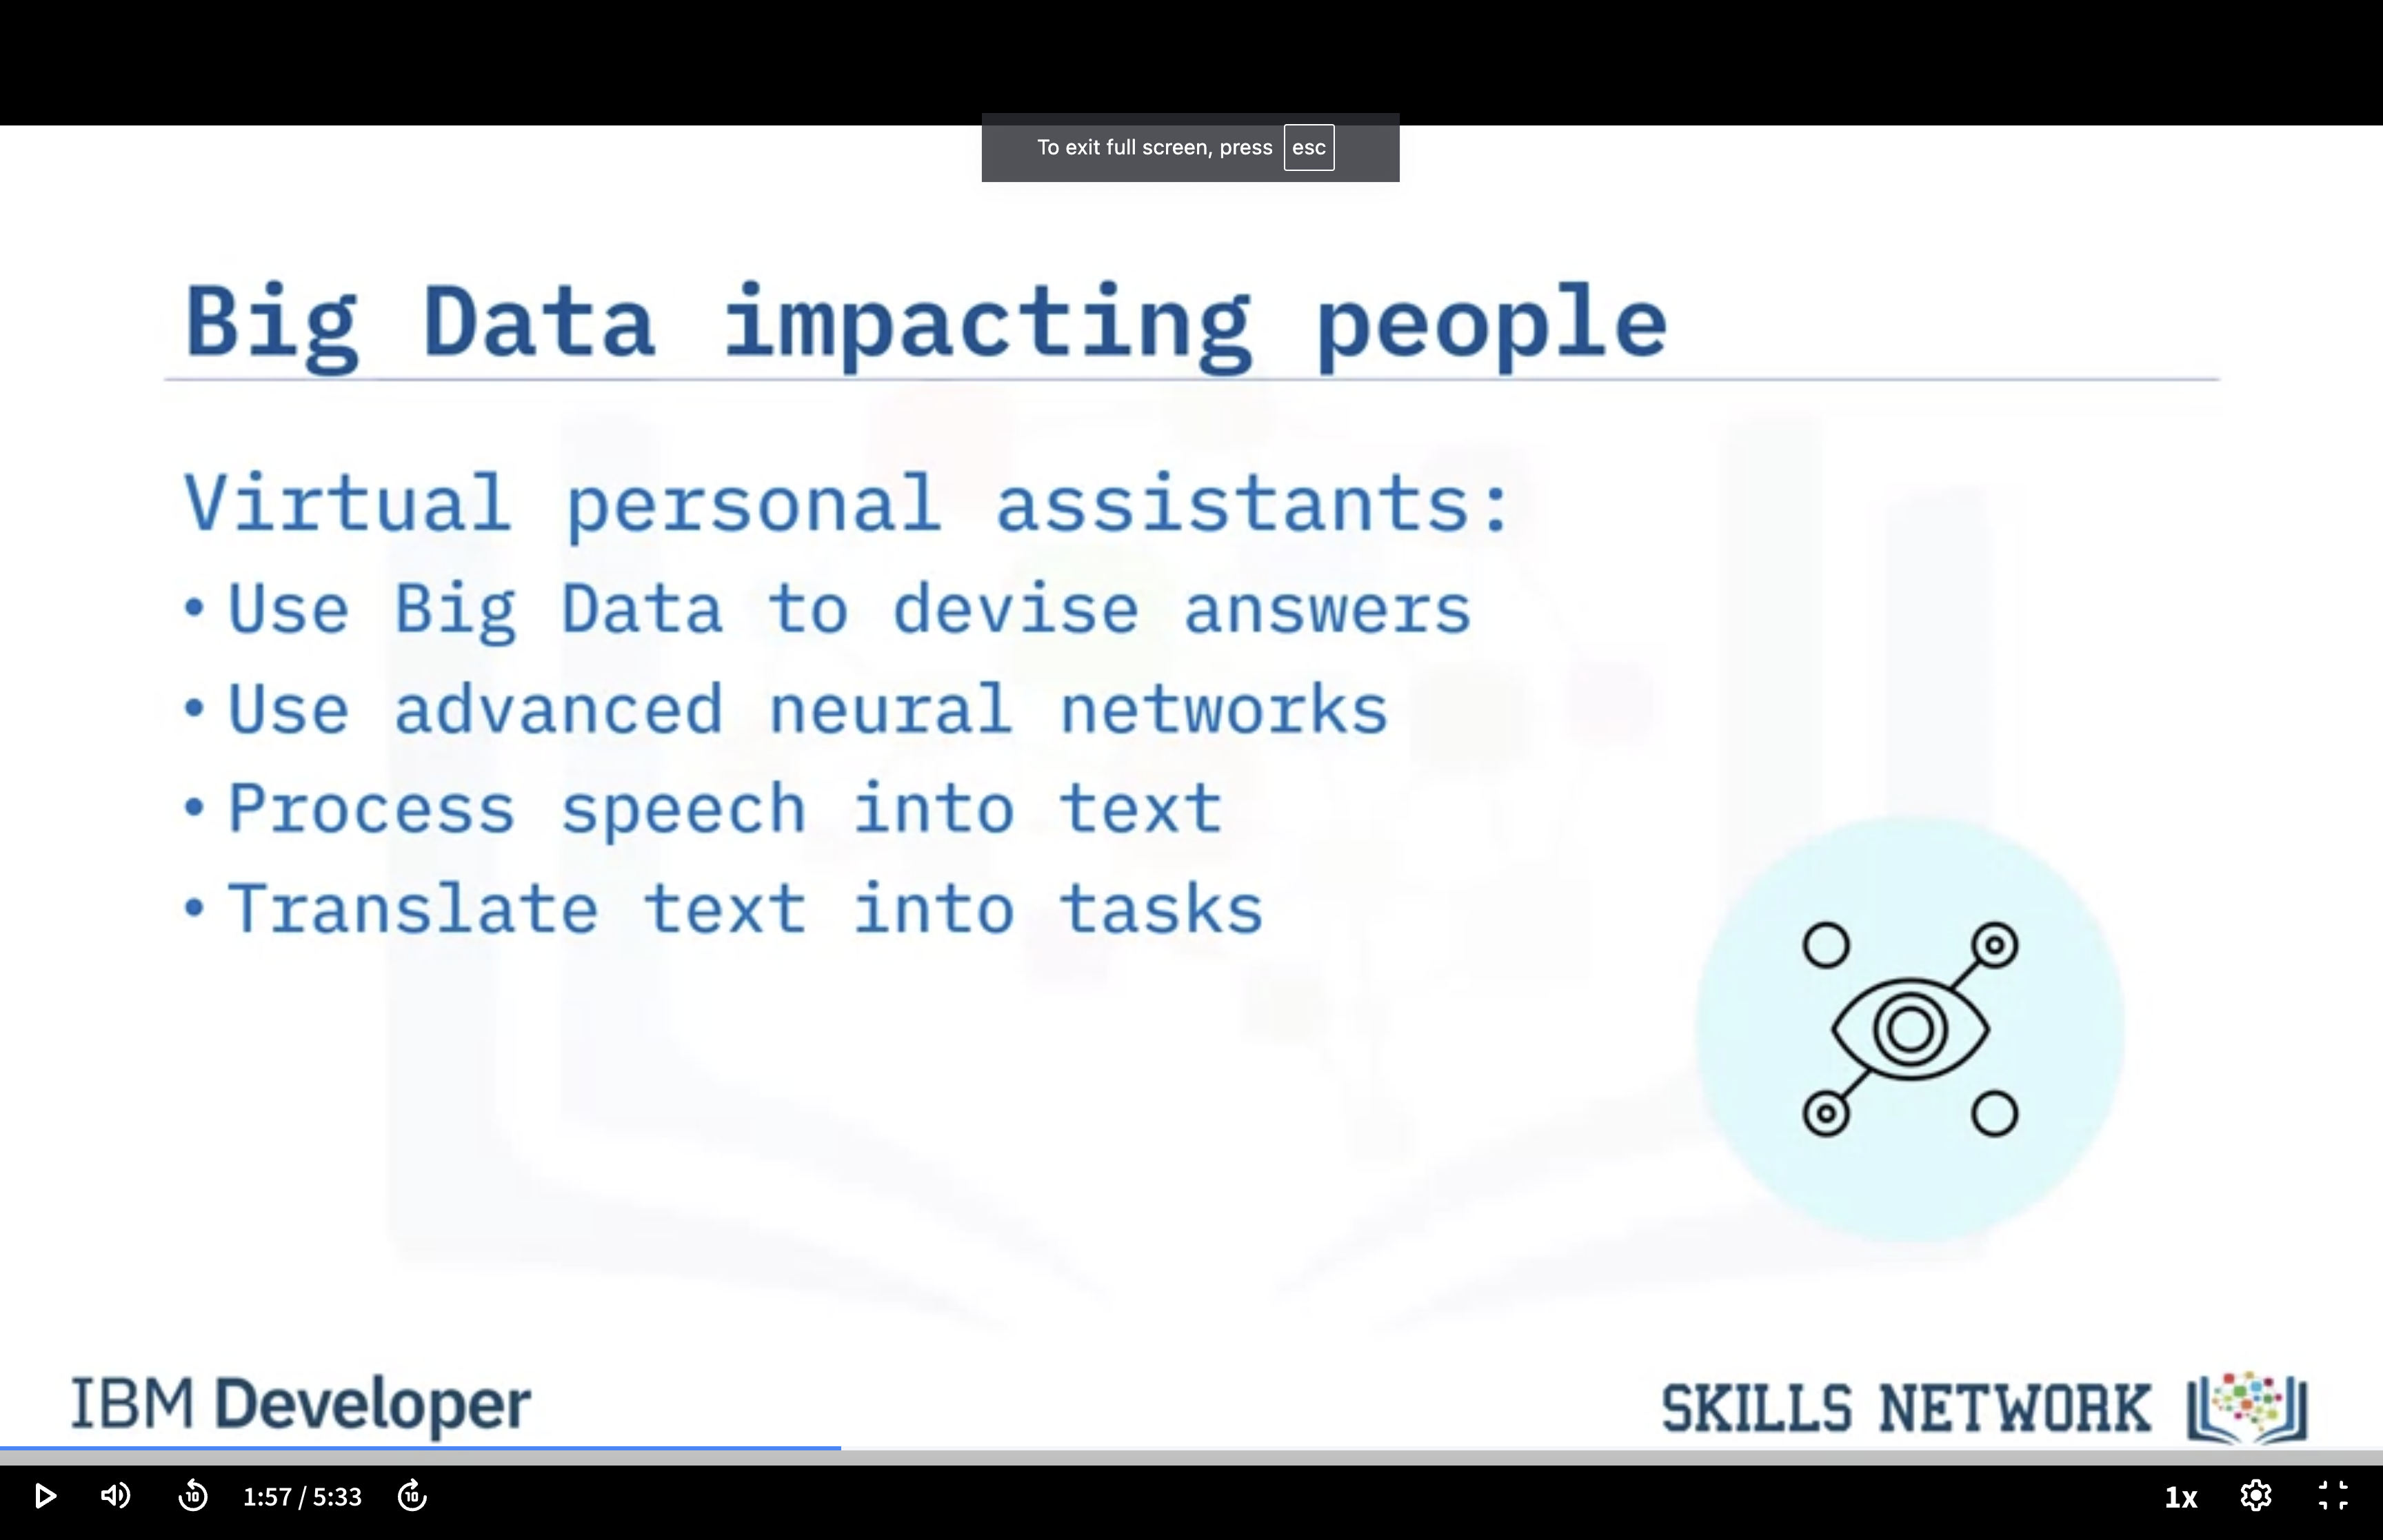 To exit full screen, press esc
Big Data impacting people
Virtual personal assistants:
• Use Big Data to devise answers
• Use advanced neural networks
• Process speech into text
• Translate text into tasks
IBM Developer
SKILLS NETWORK
10 1:57 / 5:33 10 1x